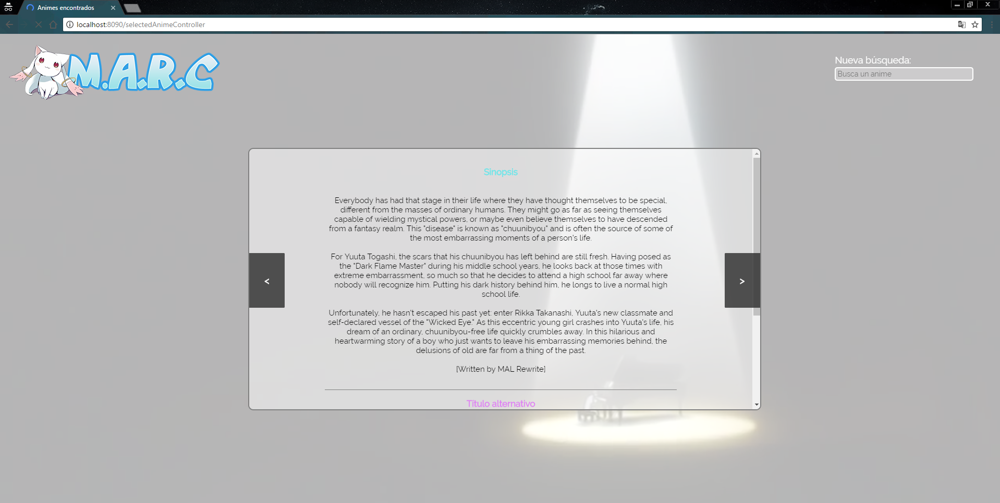 Animes encontrados
localhost:8090/selectedAnimeController
M.A.R.C
Nueva búsqueda:
Busca un anime
Sinopsis
Everybody has had that stage in their life where they have thought themselves to be special,
different from the masses of ordinary humans. They might go as far as seeing themselves
capable of wielding mystical powers, or maybe even believe themselves to have descended
from a fantasy realm. This "disease" is known as "chuunibyou" and is often the source of some of
the most embarrassing moments of a person's life.
For Yuuta Togashi, the scars that his chuunibyou has left behind are still fresh. Having posed as
the "Dark Flame Master" during his middle school years, he looks back at those times with
extreme embarrassment, so much so that he decides to attend a high school far away where
nobody will recognize him. Putting his dark history behind him, he longs to live a normal high
school life.
Unfortunately, he hasn't escaped his past yet: enter Rikka Takanashi, Yuuta's new classmate and
self-declared vessel of the "Wicked Eye." As this eccentric young girl crashes into Yuuta's life, his
dream of an ordinary, chuunibyou-free life quickly crumbles away. In this hilarious and
heartwarming story of a boy who just wants to leave his embarrassing memories behind, the
delusions of old are far from a thing of the past.
[Written by MAL Rewrite]
< >
Título alternativo